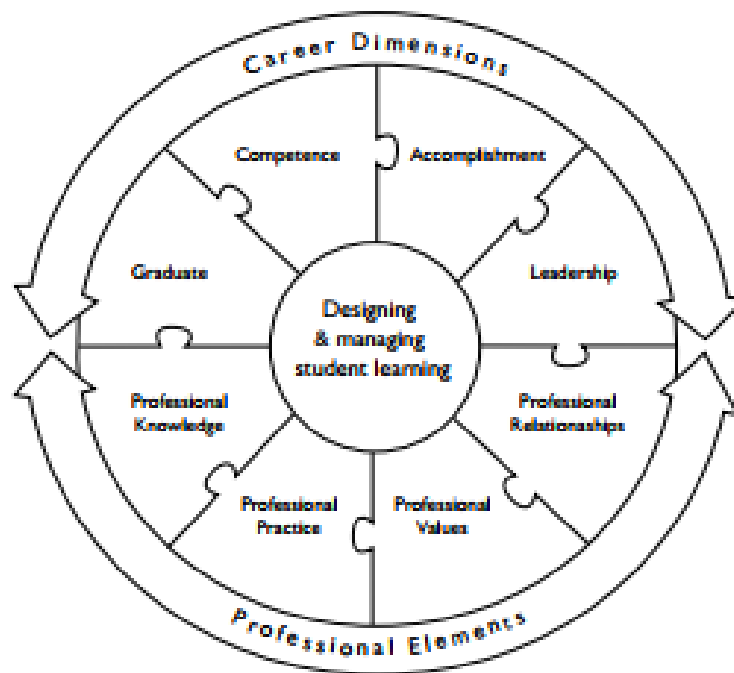 Career Dimensions
Competence
Accomplishment
Graduate
Leadership
Designing
& managing
student learning
Professional
Knowledge
Professional
Relationaships
Professional
Practice
Professional
Values
Professional Elements